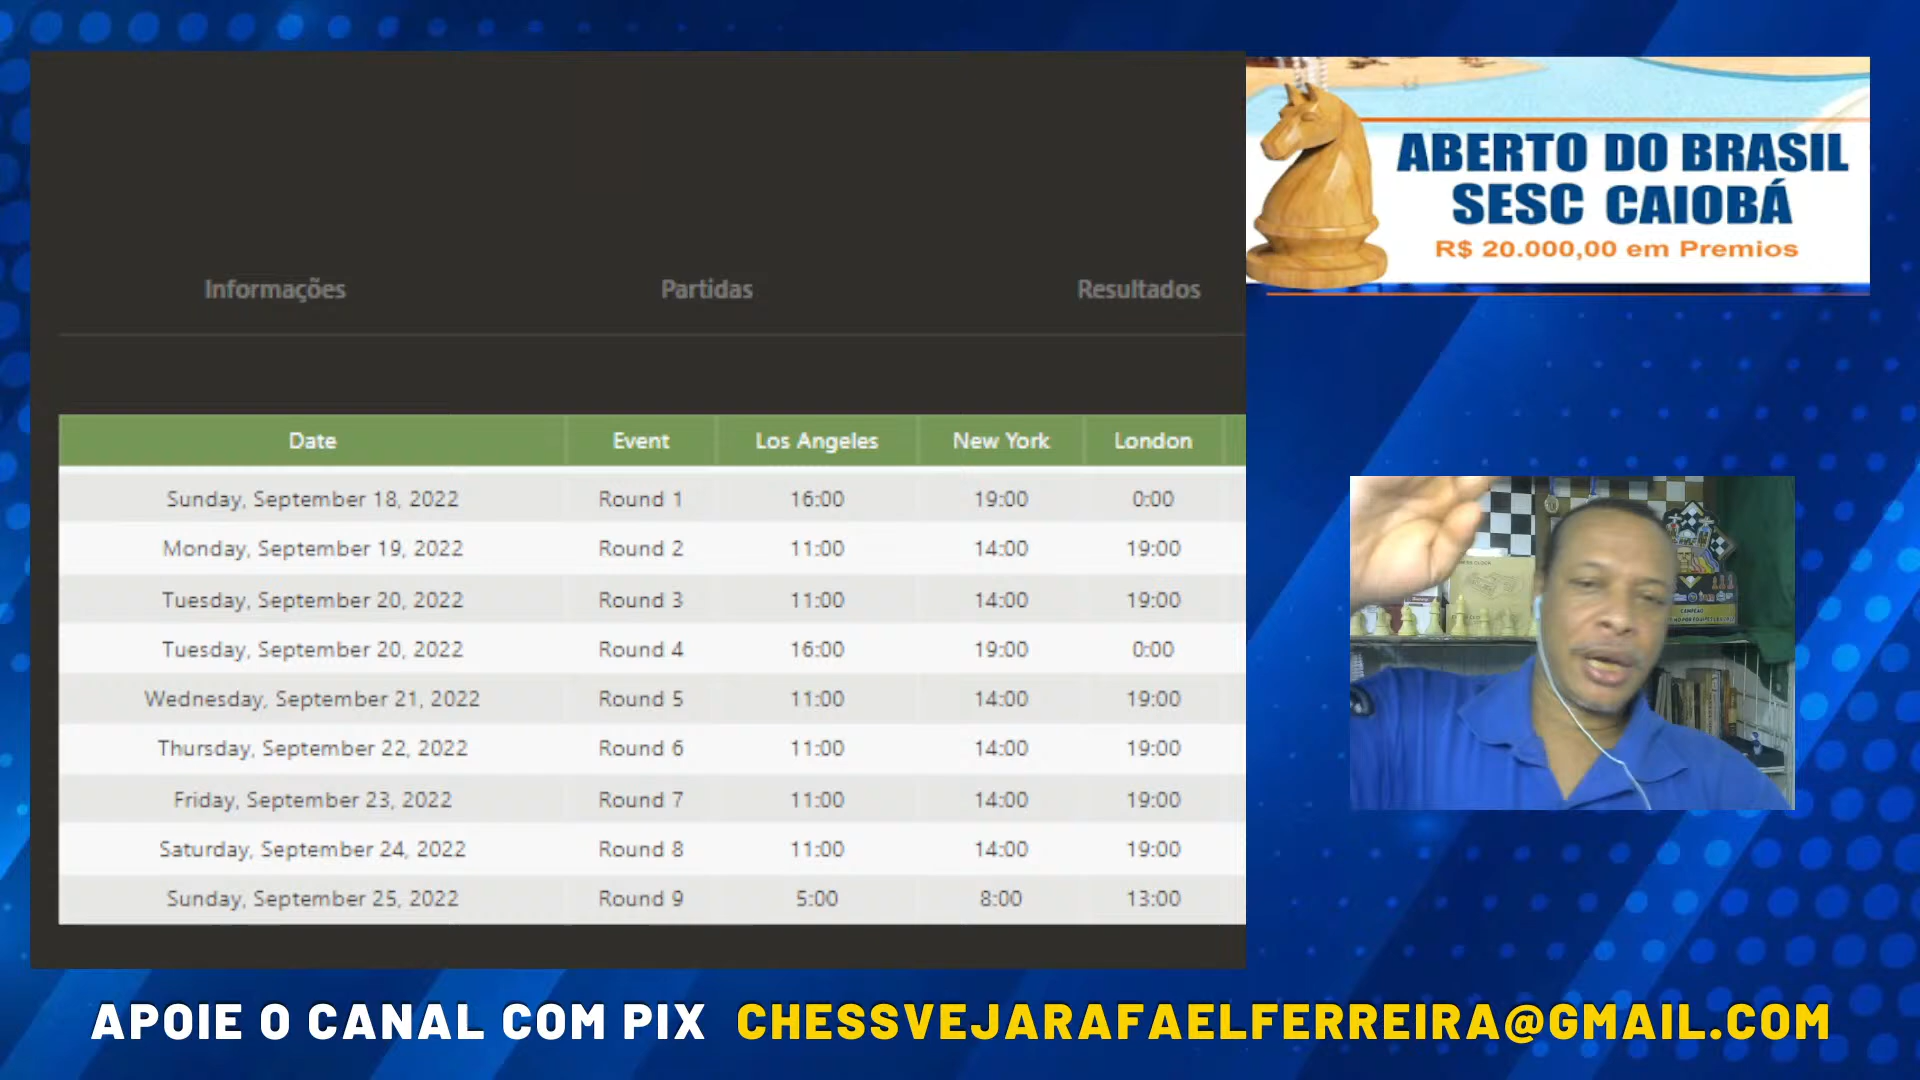 ABERTO DO BRASIL
SESC CAIOBÁ
R$ 20.000,00 em Premios
Informações Partidas Resultados
Date Event Los Angeles New York London
Sunday, September 18, 2022 Round 1 16:00 19:00 0:00
Monday, September 19, 2022 Round 2 11:00 14:00 19:00
Tuesday, September 20, 2022 Round 3 11:00 14:00 19:00
Tuesday, September 20, 2022 Round 4 16:00 19:00 0:00
Wednesday, September 21, 2022 Round 5 11:00 14:00 19:00
Thursday, September 22, 2022 Round 6 11:00 14:00 19:00
Friday, September 23, 2022 Round 7 11:00 14:00 19:00
Saturday, September 24, 2022 Round 8 11:00 14:00 19:00
Sunday, September 25, 2022 Round 9 5:00 8:00 13:00
CAMPEÃO
APOIE O CANAL COM PIX CHESSVEJARAFAELFERREIRA@GMAIL.COM